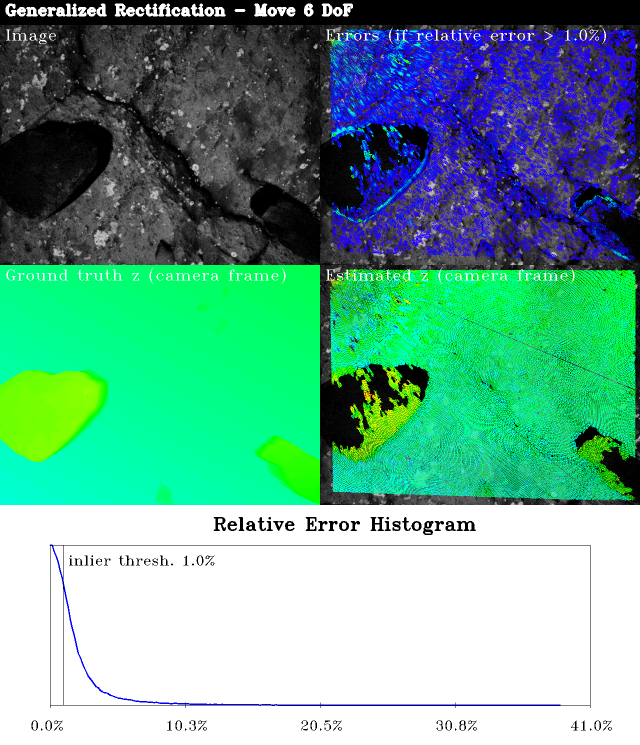 Generalized Rectification - Move 6 DoF
Image
Errors (if relative error > 1.0%)
Ground truth z (camera frame)
Estimated z (camera frame)
Relative Error Histogram
inlier thresh. 1.0%
0.0% 10.3% 20.5% 30.8% 41.0%